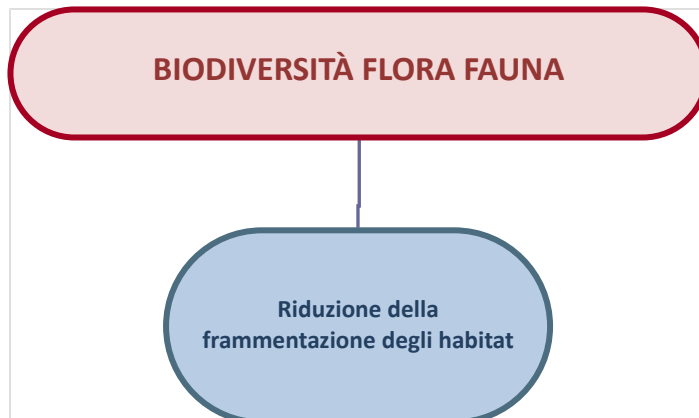 BIODIVERSITÀ FLORA FAUNA
Riduzione della
frammentazione degli habitat